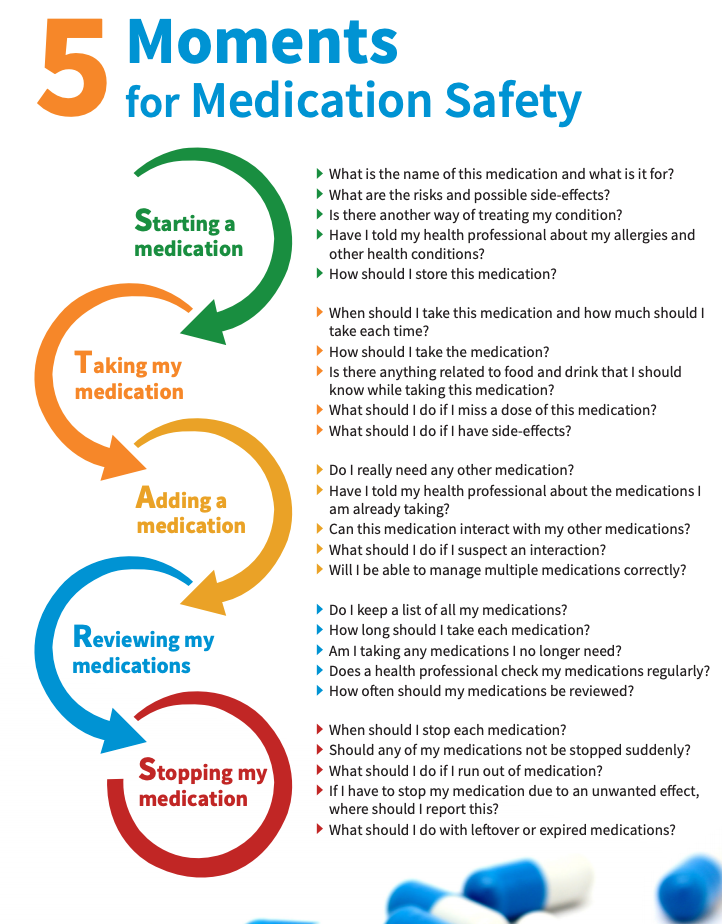 5 Moments
for Medication Safety
Starting a
medication
What is the name of this medication and what is it for?
What are the risks and possible side-effects?
Is there another way of treating my condition?
Have I told my health professional about my allergies and
other health conditions?
How should I store this medication?
Taking my
medication
When should I take this medication and how much should I
take each time?
How should I take the medication?
Is there anything related to food and drink that I should
know while taking this medication?
What should I do if I miss a dose of this medication?
What should I do if I have side-effects?
Adding a
medication
Do I really need any other medication?
Have I told my health professional about the medications I
am already taking?
Can this medication interact with my other medications?
What should I do if I suspect an interaction?
Will I be able to manage multiple medications correctly?
Reviewing my
medications
Do I keep a list of all my medications?
How long should I take each medication?
Am I taking any medications I no longer need?
Does a health professional check my medications regularly?
How often should my medications be reviewed?
Stopping my
medication
When should I stop each medication?
Should any of my medications not be stopped suddenly?
What should I do if I run out of medication?
If I have to stop my medication due to an unwanted effect,
where should I report this?
What should I do with leftover or expired medications?